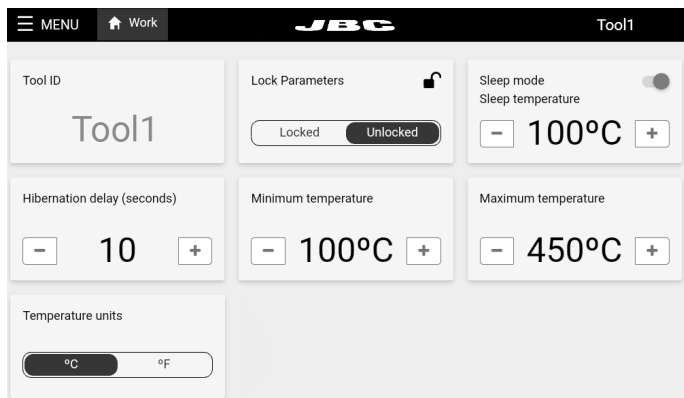 MENU
Work
JBC
Tool1
Tool ID
Tool1
Lock Parameters
Locked
Unlocked
Sleep mode
Sleep temperature
− 100ºC +
Hibernation delay (seconds)
− 10 +
Minimum temperature
− 100ºC +
Maximum temperature
− 450ºC +
Temperature units
ºC
ºF